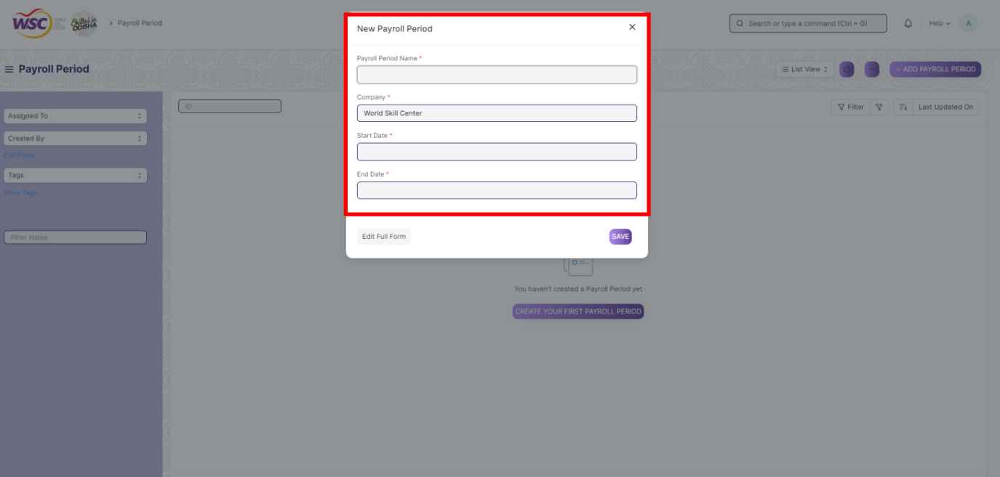 WSC WORLD SKILL CENTER Skilled in ODISHA > Payroll Period
Search or type a command (Ctrl + G)
Help
A
Payroll Period
List View
+ ADD PAYROLL PERIOD
New Payroll Period
Payroll Period Name *
Company *
World Skill Center
Start Date *
End Date *
Edit Full Form
SAVE
Assigned To
Created By
Edit Filters
Tags
Show Tags
Filter Name
ID
Filter
Last Updated On
You haven't created a Payroll Period yet
CREATE YOUR FIRST PAYROLL PERIOD